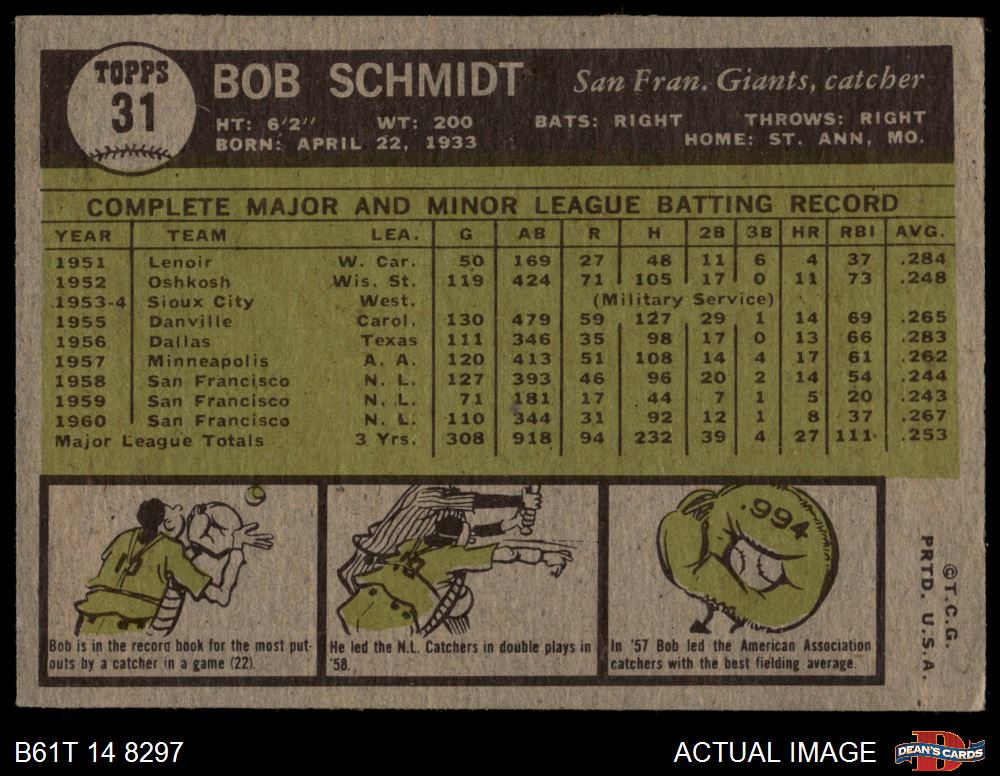 TOPPS
31
BOB SCHMIDT San Fran. Giants, catcher
HT: 6'2'' WT: 200 BATS: RIGHT THROWS: RIGHT
BORN: APRIL 22, 1933 HOME: ST. ANN, MO.
COMPLETE MAJOR AND MINOR LEAGUE BATTING RECORD
YEAR TEAM LEA. G AB R H 2B 3B HR RBI AVG.
1951 Lenoir W. Car. 50 169 27 48 11 6 4 37 .284
1952 Oshkosh Wis. St. 119 424 71 105 17 0 11 73 .248
1953-4 Sioux City West. (Military Service)
1955 Danville Carol. 130 479 59 127 29 1 14 69 .265
1956 Dallas Texas 111 346 35 98 17 0 13 66 .283
1957 Minneapolis A. A. 120 413 51 108 14 4 17 61 .262
1958 San Francisco N. L. 127 393 46 96 20 2 14 54 .244
1959 San Francisco N. L. 71 181 17 44 7 1 5 20 .243
1960 San Francisco N. L. 110 344 31 92 12 1 8 37 .267
Major League Totals 3 Yrs. 308 918 94 232 39 4 27 111 .253
13
Bob is in the record book for the most put-
outs by a catcher in a game (22).
13
He led the N.L. Catchers in double plays in
'58.
.994
In '57 Bob led the American Association
catchers with the best fielding average.
©T.C.G.
PRTD. U.S.A.
B61T 14 8297 ACTUAL IMAGE
D
DEAN'S CARDS